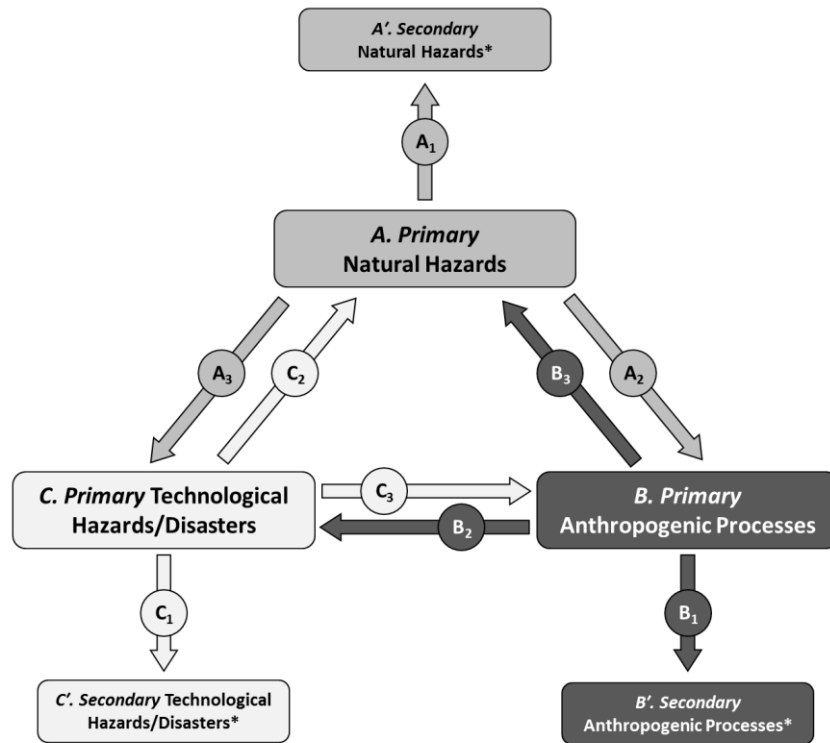 A’. Secondary
Natural Hazards*
A₁
A. Primary
Natural Hazards
A₃
C₂
B₃
A₂
C. Primary Technological
Hazards/Disasters
C₃
B₂
B. Primary
Anthropogenic Processes
C₁
B₁
C’. Secondary Technological
Hazards/Disasters*
B’. Secondary
Anthropogenic Processes*